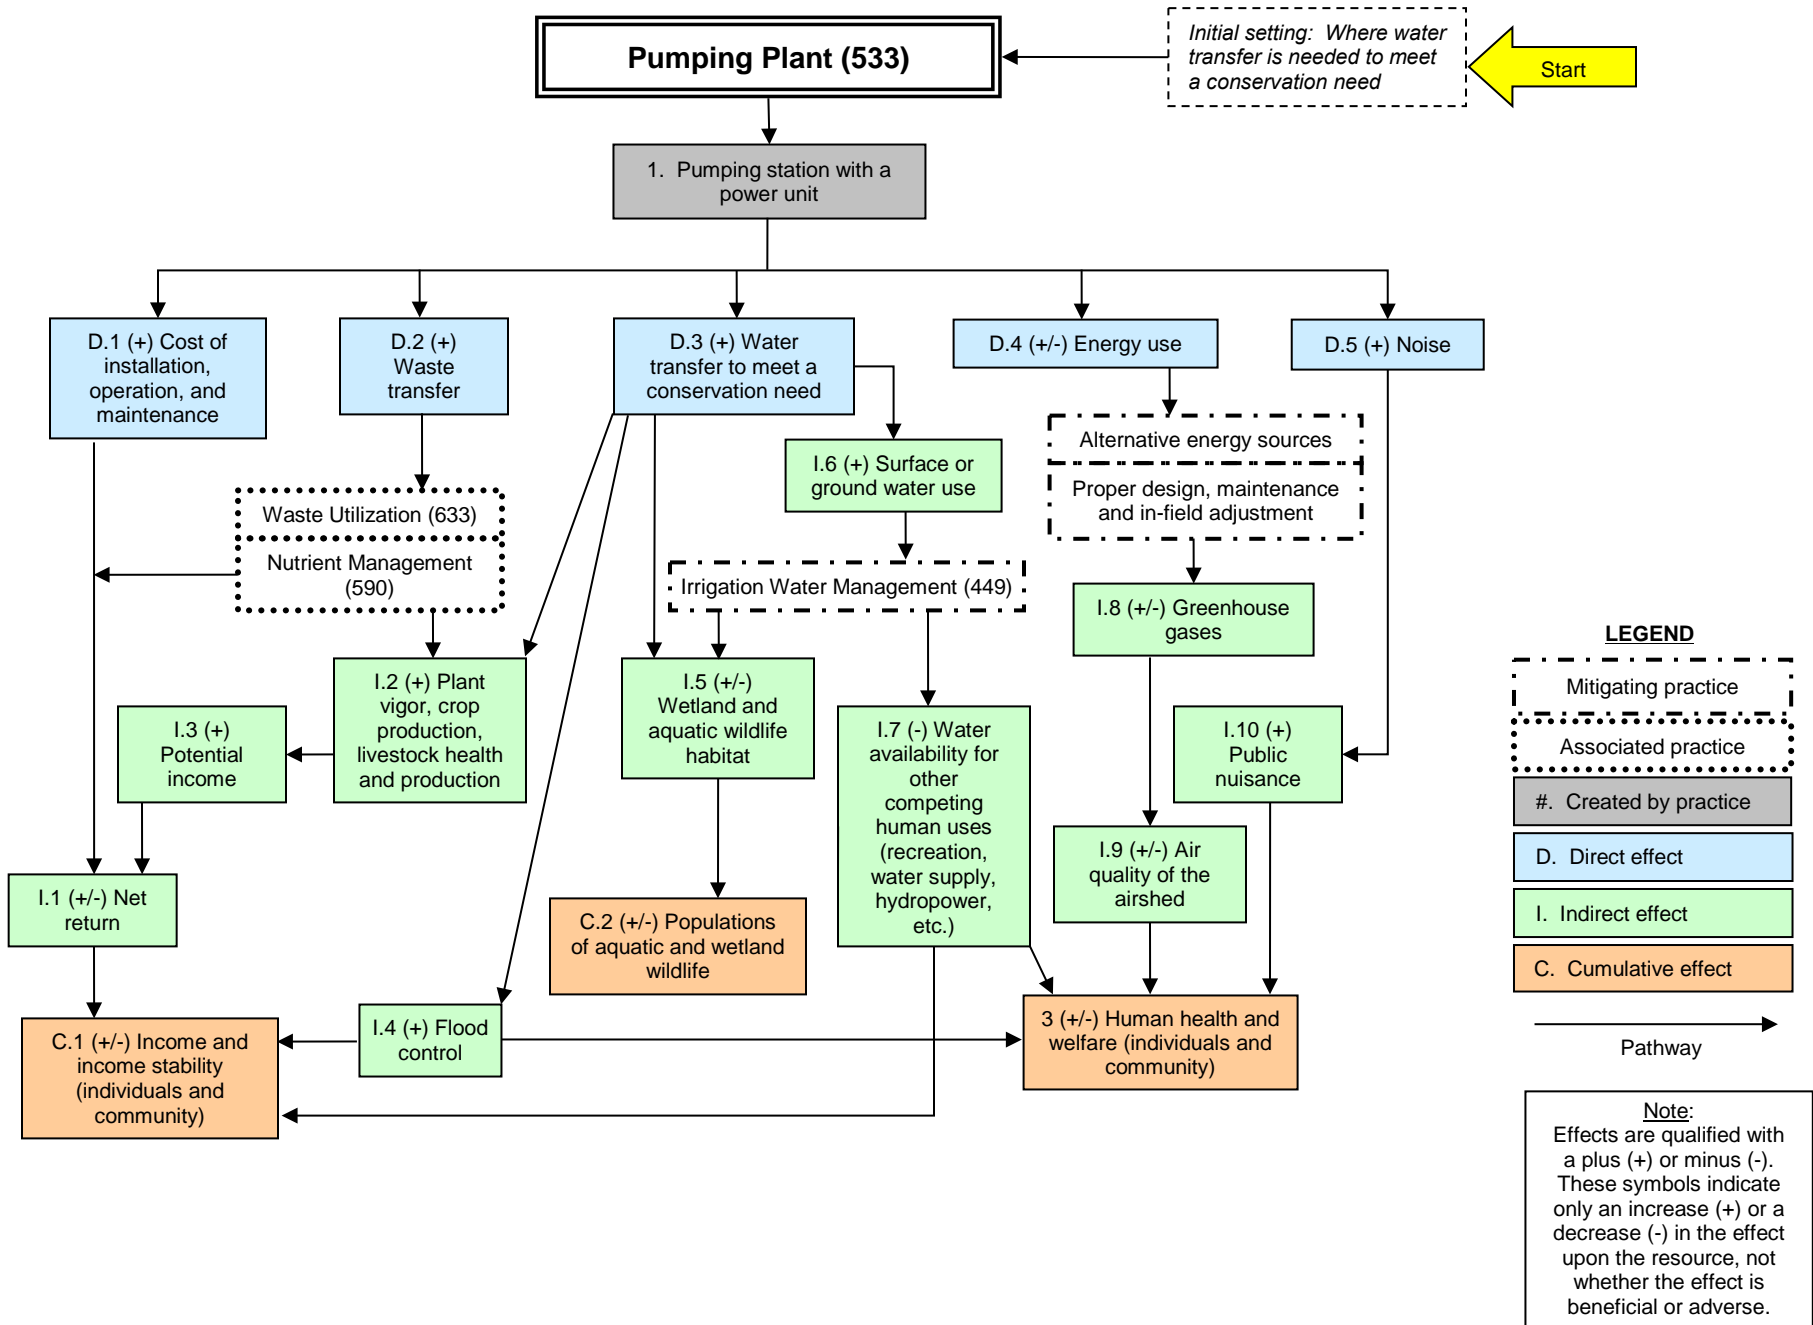 Pumping Plant (533)
Initial setting:  Where water
transfer is needed to meet
a conservation need
Start
1.  Pumping station with a
power unit
D.1 (+) Cost of
installation,
operation, and
maintenance
D.2 (+)
Waste
transfer
D.3 (+) Water
transfer to meet a
conservation need
D.4 (+/-) Energy use
D.5 (+) Noise
Alternative energy sources
Proper design, maintenance
and in-field adjustment
I.6 (+) Surface or
ground water use
Waste Utilization (633)
Nutrient Management
(590)
Irrigation Water Management (449)
I.8 (+/-) Greenhouse
gases
I.2 (+) Plant
vigor, crop
production,
livestock health
and production
I.3 (+)
Potential
income
I.5 (+/-)
Wetland and
aquatic wildlife
habitat
I.7 (-) Water
availability for
other
competing
human uses
(recreation,
water supply,
hydropower,
etc.)
I.10 (+)
Public
nuisance
I.9 (+/-) Air
quality of the
airshed
I.1 (+/-) Net
return
C.2 (+/-) Populations
of aquatic and wetland
wildlife
I.4 (+) Flood
control
C.1 (+/-) Income and
income stability
(individuals and
community)
3 (+/-) Human health and
welfare (individuals and
community)
LEGEND
Mitigating practice
Associated practice
#.  Created by practice
D.  Direct effect
I.  Indirect effect
C.  Cumulative effect
Pathway
Note:
Effects are qualified with
a plus (+) or minus (-).
These symbols indicate
only an increase (+) or a
decrease (-) in the effect
upon the resource, not
whether the effect is
beneficial or adverse.